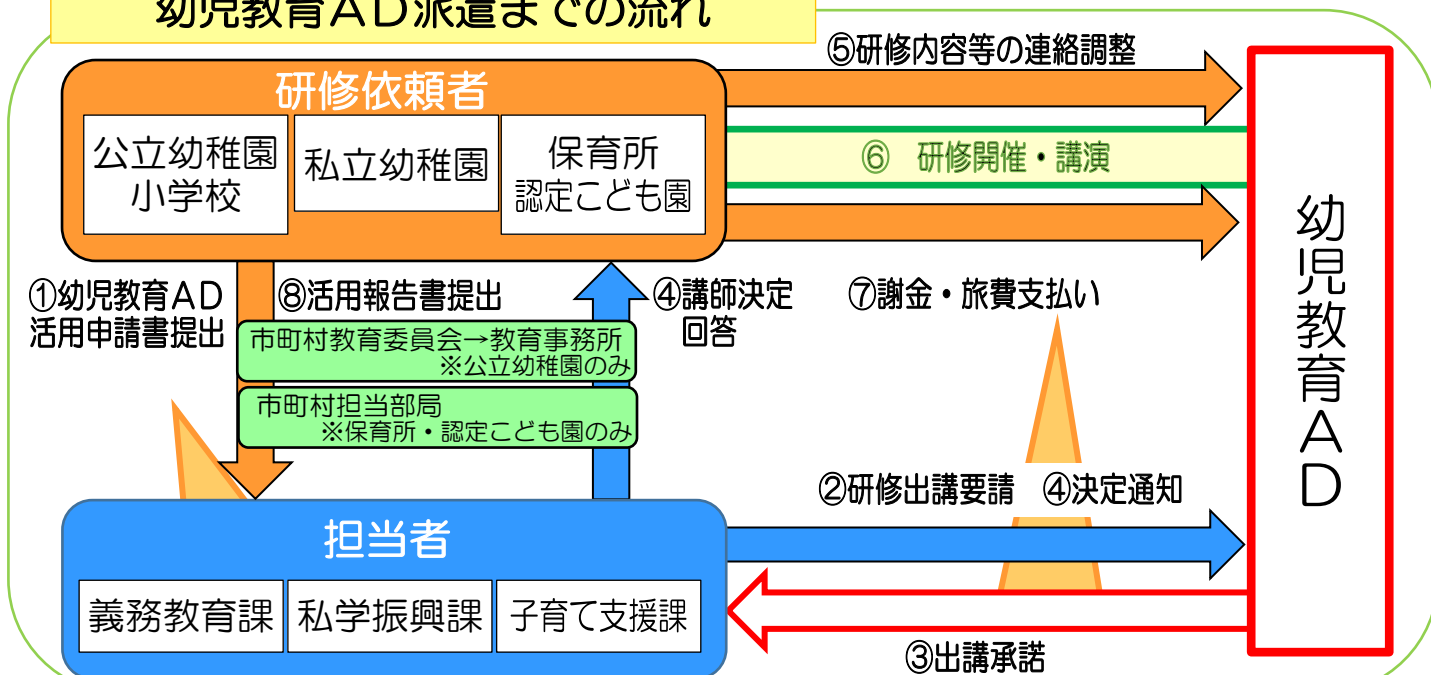 幼児教育AD派遣までの流れ
⑤研修内容等の連絡調整
研修依頼者
公立幼稚園
小学校
私立幼稚園
保育所
認定こども園
⑥ 研修開催・講演
幼児教育AD
①幼児教育AD
活用申請書提出
⑧活用報告書提出
④講師決定
回答
⑦謝金・旅費支払い
市町村教育委員会→教育事務所
※公立幼稚園のみ
市町村担当部局
※保育所・認定こども園のみ
②研修出講要請 ④決定通知
担当者
義務教育課
私学振興課
子育て支援課
③出講承諾